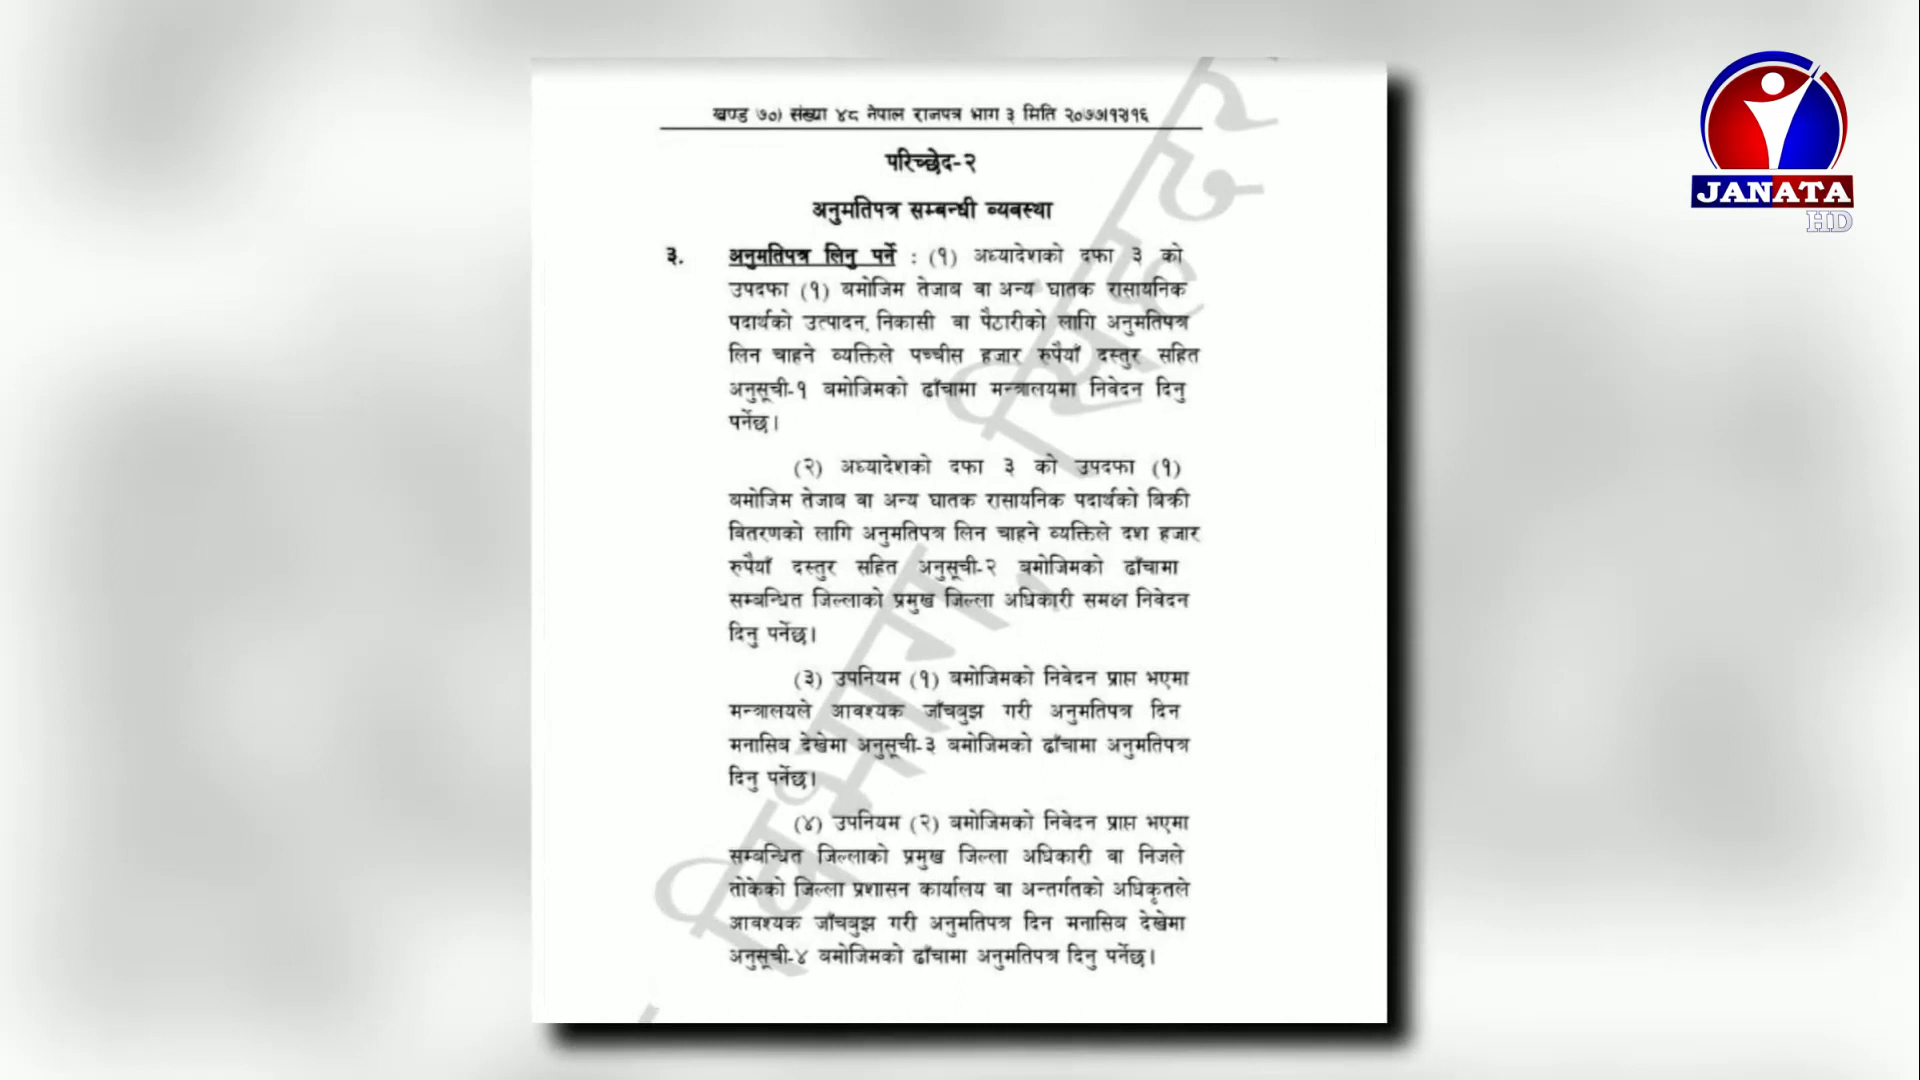 खण्ड ७०) संख्या ४८ नेपाल राजपत्र भाग ३ मिति २०७७।१२।१६
परिच्छेद-२
अनुमतिपत्र सम्बन्धी व्यवस्था
३. अनुमतिपत्र लिनु पर्ने : (१) अध्यादेशको दफा ३ को
उपदफा (१) बमोजिम तेजाब वा अन्य घातक रासायनिक
पदार्थको उत्पादन, निकासी वा पैठारीको लागि अनुमतिपत्र
लिन चाहने व्यक्तिले पच्चीस हजार रुपैयाँ दस्तुर सहित
अनुसूची-१ बमोजिमको ढाँचामा मन्त्रालयमा निवेदन दिनु
पर्नेछ।
(२) अध्यादेशको दफा ३ को उपदफा (१)
बमोजिम तेजाब वा अन्य घातक रासायनिक पदार्थको बिक्री
वितरणको लागि अनुमतिपत्र लिन चाहने व्यक्तिले दश हजार
रुपैयाँ दस्तुर सहित अनुसूची-२ बमोजिमको ढाँचामा
सम्बन्धित जिल्लाको प्रमुख जिल्ला अधिकारी समक्ष निवेदन
दिनु पर्नेछ।
(३) उपनियम (१) बमोजिमको निवेदन प्राप्त भएमा
मन्त्रालयले आवश्यक जाँचबुझ गरी अनुमतिपत्र दिन
मनासिब देखेमा अनुसूची-३ बमोजिमको ढाँचामा अनुमतिपत्र
दिनु पर्नेछ।
(४) उपनियम (२) बमोजिमको निवेदन प्राप्त भएमा
सम्बन्धित जिल्लाको प्रमुख जिल्ला अधिकारी वा निजले
तोकेको जिल्ला प्रशासन कार्यालय वा अन्तर्गतको अधिकृतले
आवश्यक जाँचबुझ गरी अनुमतिपत्र दिन मनासिब देखेमा
अनुसूची-४ बमोजिमको ढाँचामा अनुमतिपत्र दिनु पर्नेछ।
विभाग, सिंहदर
JANATA
HD